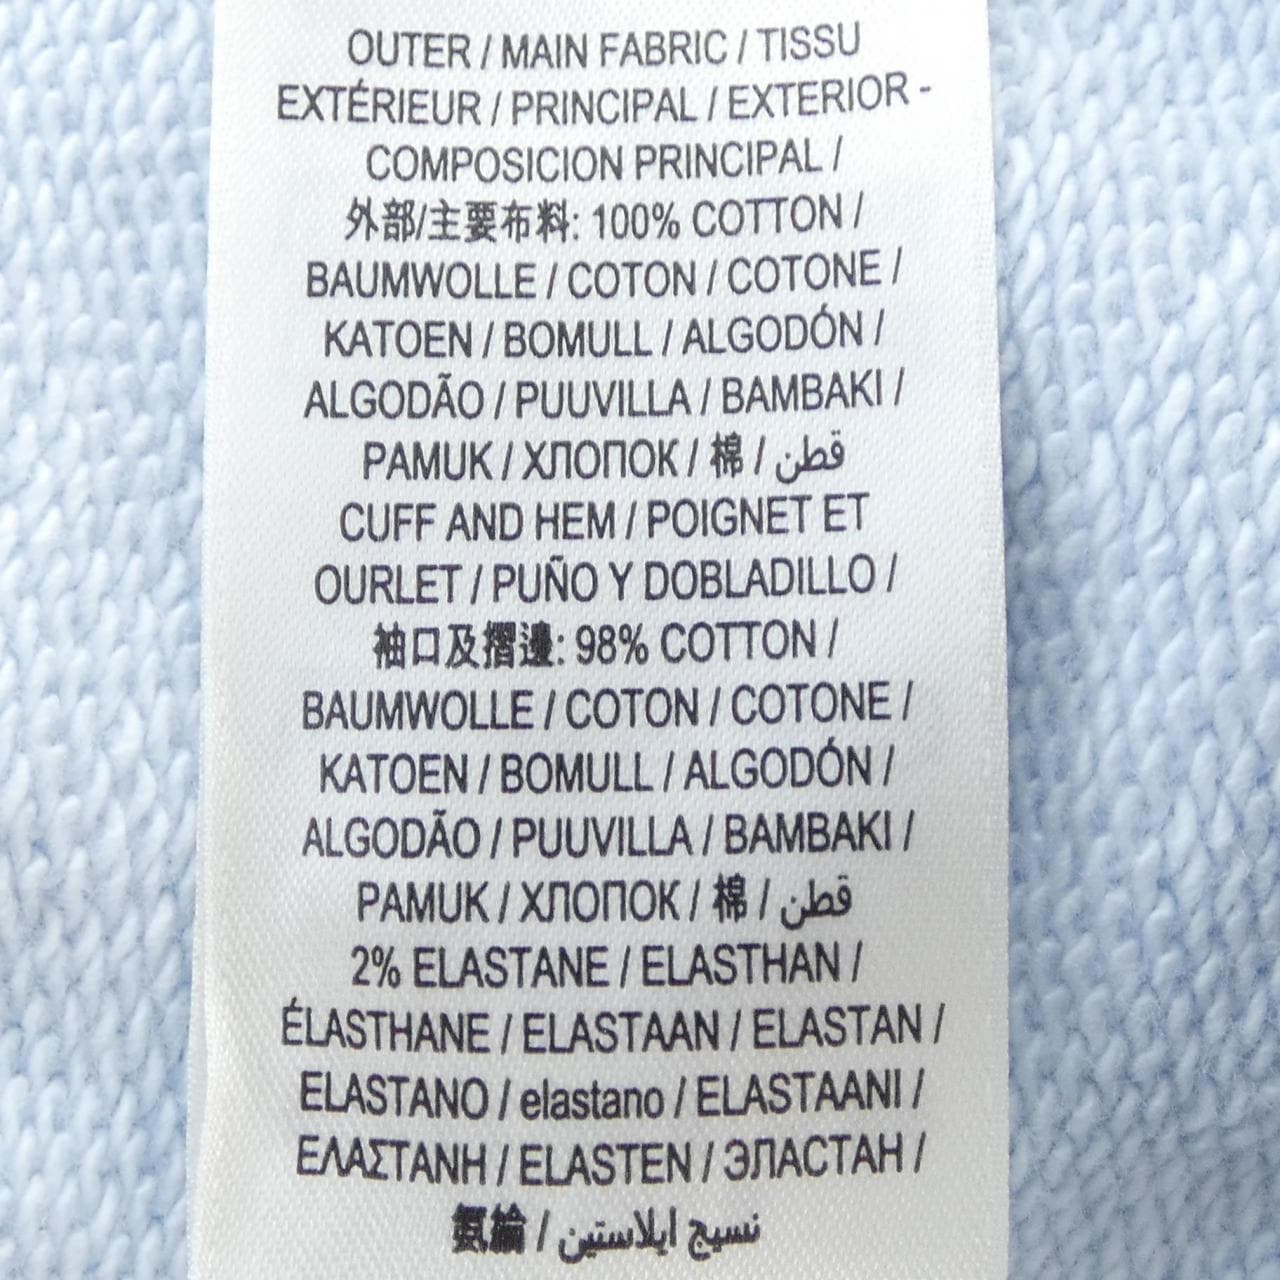 OUTER / MAIN FABRIC / TISSU
EXTÉRIEUR / PRINCIPAL / EXTERIOR -
COMPOSICION PRINCIPAL /
外部/主要布料: 100% COTTON /
BAUMWOLLE / COTON / COTONE /
KATOEN / BOMULL / ALGODÓN /
ALGODÃO / PUUVILLA / BAMBAKI /
PAMUK / ХЛОПОК / 棉 / قطن
CUFF AND HEM / POIGNET ET
OURLET / PUÑO Y DOBLADILLO /
袖口及摺邊: 98% COTTON /
BAUMWOLLE / COTON / COTONE /
KATOEN / BOMULL / ALGODÓN /
ALGODÃO / PUUVILLA / BAMBAKI /
PAMUK / ХЛОПОК / 棉 / قطن
2% ELASTANE / ELASTHAN /
ÉLASTHANE / ELASTAAN / ELASTAN /
ELASTANO / elastano / ELASTAANI /
ΕΛΑΣΤΑΝΗ / ELASTEN / ЭЛАСТАН /
氨綸 / نسيج ايلاستين